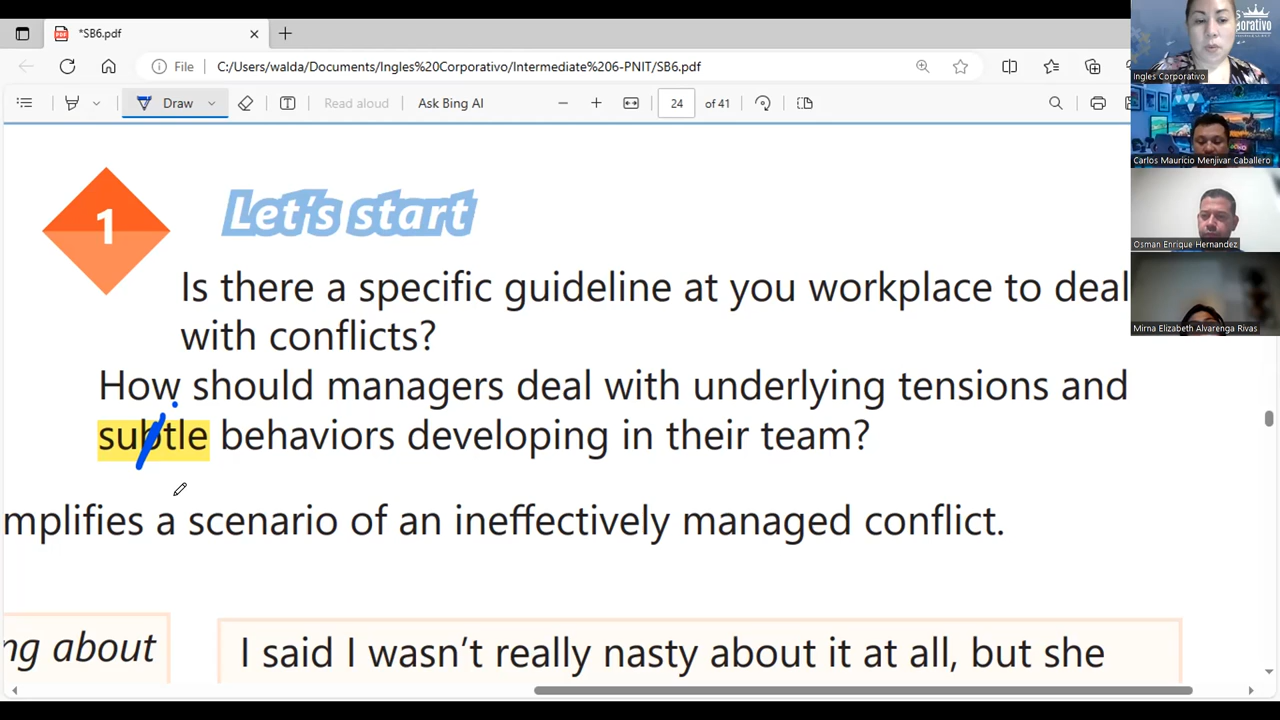 *SB6.pdf
File
C:/Users/walda/Documents/Ingles%20Corporativo/Intermediate%206-PNIT/SB6.pdf
Draw
Read aloud
Ask Bing AI
24
of 41
1
Let's start
Is there a specific guideline at you workplace to deal
with conflicts?
How should managers deal with underlying tensions and
subtle behaviors developing in their team?
mplifies a scenario of an ineffectively managed conflict.
ng about
I said I wasn't really nasty about it at all, but she
Ingles Corporativo
Carlos Maurício Menjivar Caballero
Osman Enrique Hernandez
Mirna Elizabeth Alvarenga Rivas